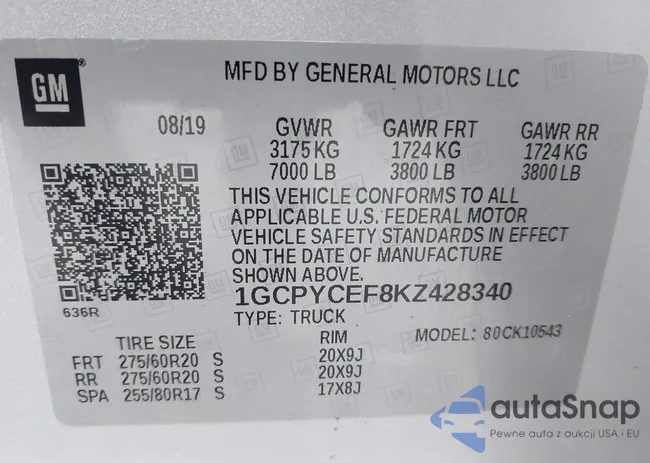 GM
MFD BY GENERAL MOTORS LLC
08/19
GVWR GAWR FRT GAWR RR
3175 KG 1724 KG 1724 KG
7000 LB 3800 LB 3800 LB
THIS VEHICLE CONFORMS TO ALL
APPLICABLE U.S. FEDERAL MOTOR
VEHICLE SAFETY STANDARDS IN EFFECT
ON THE DATE OF MANUFACTURE
SHOWN ABOVE.
636R
1GCPYCEF8KZ428340
TYPE: TRUCK
MODEL: 80CK10543
TIRE SIZE RIM
FRT 275/60R20 S 20X9J
RR 275/60R20 S 20X9J
SPA 255/80R17 S 17X8J
autaSnap
Pewne auta z aukcji USA i EU